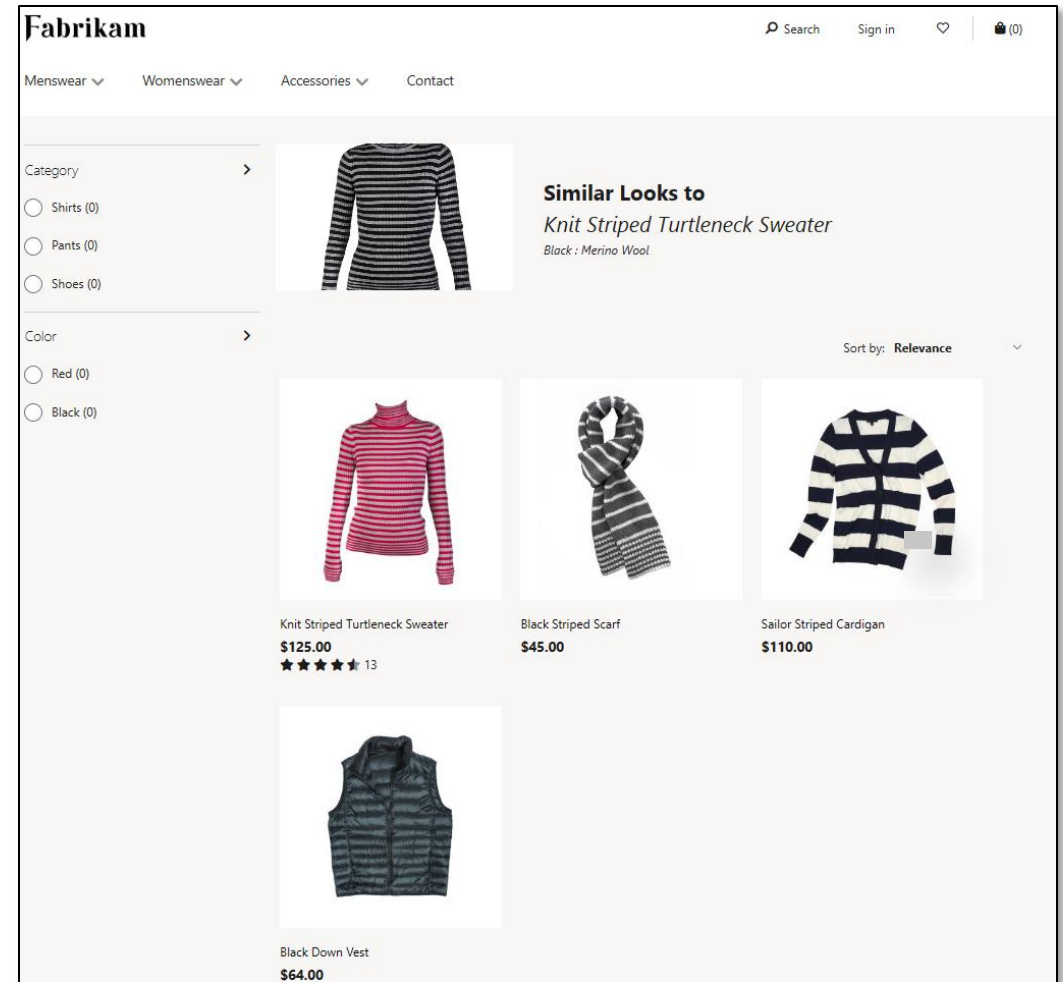 Fabrikam
Search Sign in (0)
Menswear Womenswear Accessories Contact
Category
Shirts (0)
Pants (0)
Shoes (0)
Color
Red (0)
Black (0)
Similar Looks to
Knit Striped Turtleneck Sweater
Black : Merino Wool
Sort by: Relevance
Knit Striped Turtleneck Sweater
$125.00
13
Black Striped Scarf
$45.00
Sailor Striped Cardigan
$110.00
Black Down Vest
$64.00